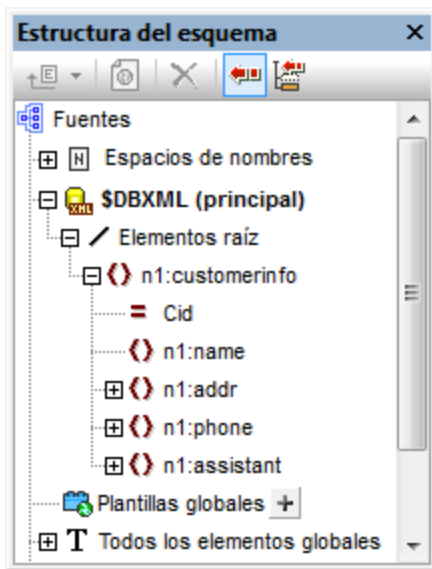 Estructura del esquema
Fuentes
Espacios de nombres
$DBXML (principal)
Elementos raíz
n1:customerinfo
Cid
n1:name
n1:addr
n1:phone
n1:assistant
Plantillas globales
Todos los elementos globales